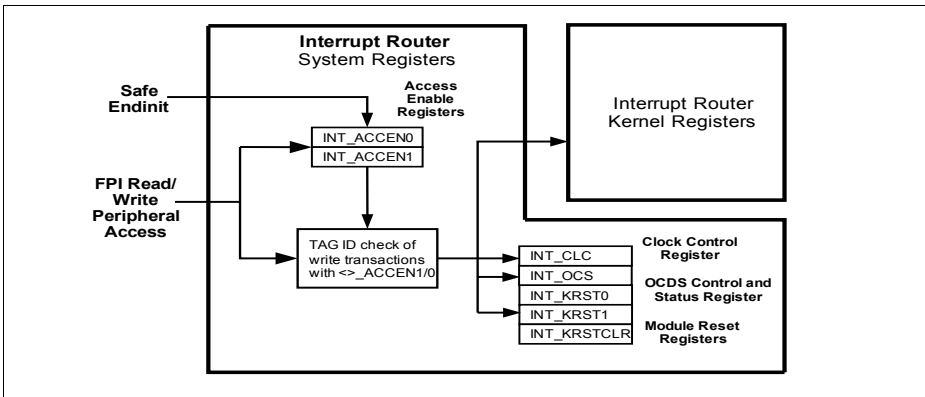 Interrupt Router
System Registers
Safe
Endinit
Access
Enable
Registers
INT_ACCEN0
INT_ACCEN1
FPI Read/
Write
Peripheral
Access
TAG ID check of
write transactions
with <>_ACCEN1/0
Interrupt Router
Kernel Registers
INT_CLC
INT_OCS
INT_KRST0
INT_KRST1
INT_KRSTCLR
Clock Control
Register
OCDS Control and
Status Register
Module Reset
Registers